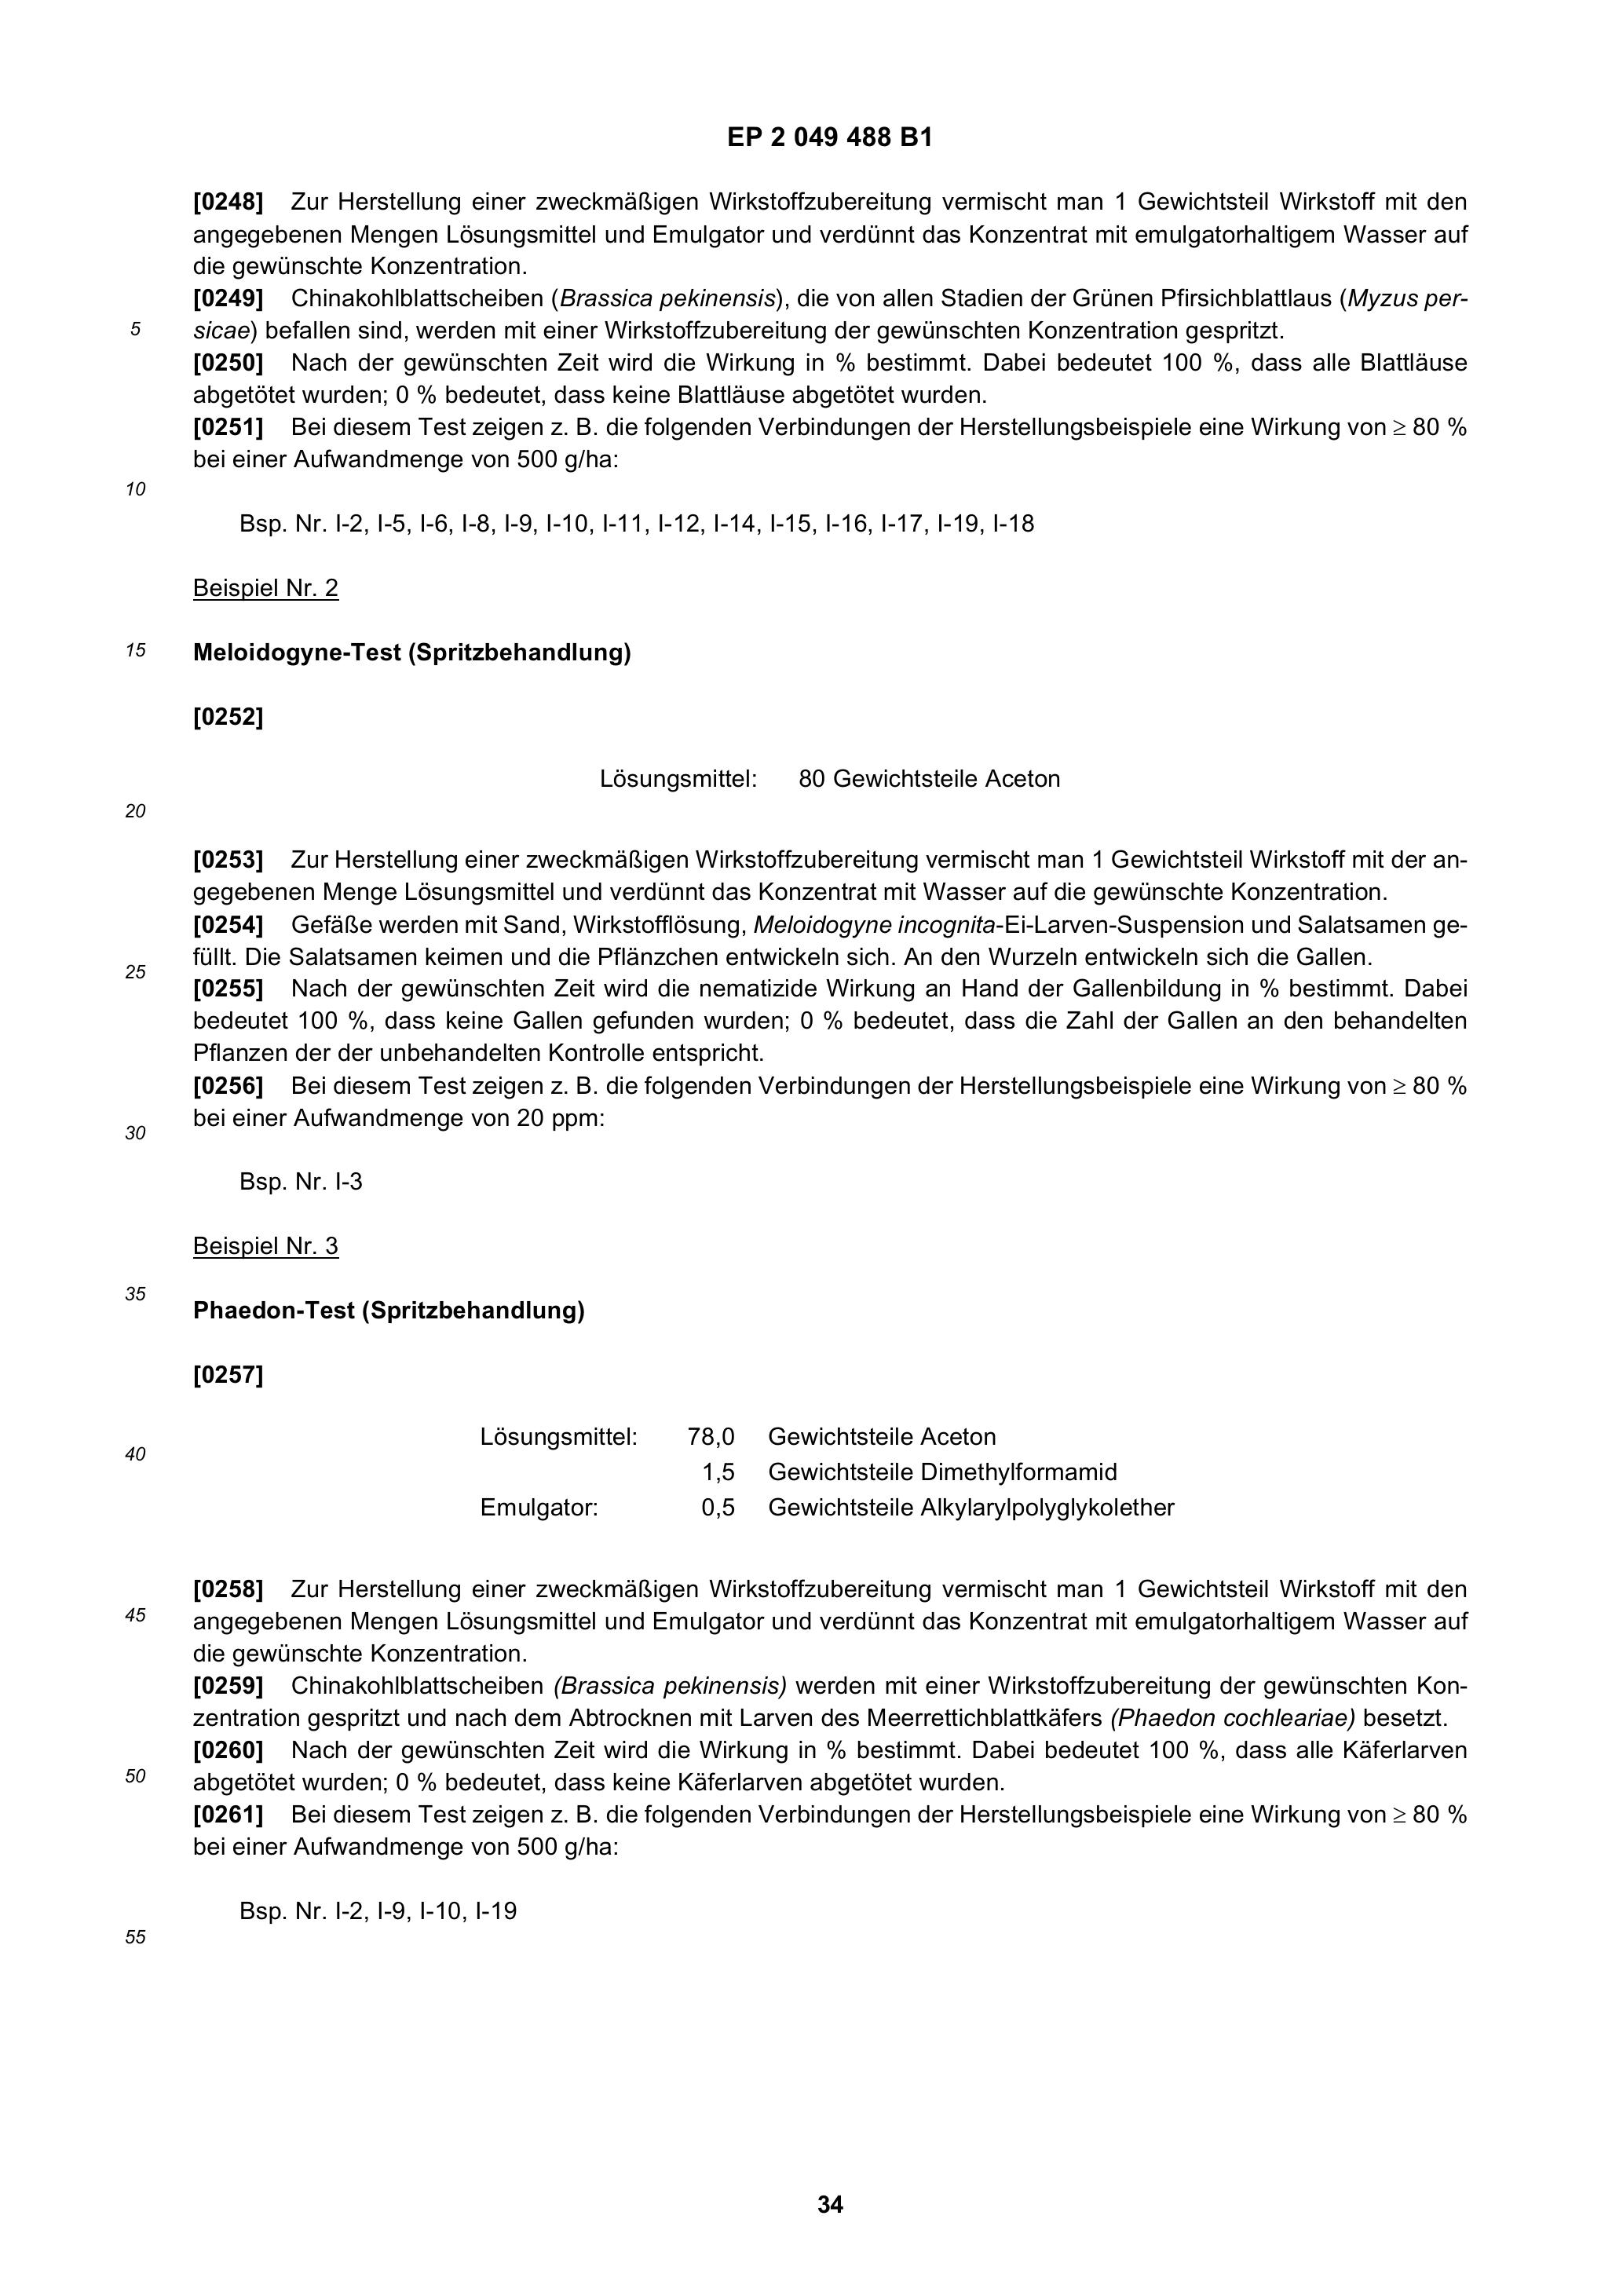 EP 2 049 488 B1
[0248] Zur Herstellung einer zweckmäßigen Wirkstoffzubereitung vermischt man 1 Gewichtsteil Wirkstoff mit den
angegebenen Mengen Lösungsmittel und Emulgator und verdünnt das Konzentrat mit emulgatorhaltigem Wasser auf
die gewünschte Konzentration.
[0249] Chinakohlblattscheiben (Brassica pekinensis), die von allen Stadien der Grünen Pfirsichblattlaus (Myzus per-
5 sicae) befallen sind, werden mit einer Wirkstoffzubereitung der gewünschten Konzentration gespritzt.
[0250] Nach der gewünschten Zeit wird die Wirkung in % bestimmt. Dabei bedeutet 100 %, dass alle Blattläuse
abgetötet wurden; 0 % bedeutet, dass keine Blattläuse abgetötet wurden.
[0251] Bei diesem Test zeigen z. B. die folgenden Verbindungen der Herstellungsbeispiele eine Wirkung von ≥ 80 %
bei einer Aufwandmenge von 500 g/ha:
10
Bsp. Nr. I-2, I-5, I-6, I-8, I-9, I-10, I-11, I-12, I-14, I-15, I-16, I-17, I-19, I-18
Beispiel Nr. 2
15 Meloidogyne-Test (Spritzbehandlung)
[0252]
Lösungsmittel: 80 Gewichtsteile Aceton
20
[0253] Zur Herstellung einer zweckmäßigen Wirkstoffzubereitung vermischt man 1 Gewichtsteil Wirkstoff mit der an-
gegebenen Menge Lösungsmittel und verdünnt das Konzentrat mit Wasser auf die gewünschte Konzentration.
[0254] Gefäße werden mit Sand, Wirkstofflösung, Meloidogyne incognita-Ei-Larven-Suspension und Salatsamen ge-
füllt. Die Salatsamen keimen und die Pflänzchen entwickeln sich. An den Wurzeln entwickeln sich die Gallen.
25
[0255] Nach der gewünschten Zeit wird die nematizide Wirkung an Hand der Gallenbildung in % bestimmt. Dabei
bedeutet 100 %, dass keine Gallen gefunden wurden; 0 % bedeutet, dass die Zahl der Gallen an den behandelten
Pflanzen der der unbehandelten Kontrolle entspricht.
[0256] Bei diesem Test zeigen z. B. die folgenden Verbindungen der Herstellungsbeispiele eine Wirkung von ≥ 80 %
bei einer Aufwandmenge von 20 ppm:
30
Bsp. Nr. I-3
Beispiel Nr. 3
35
Phaedon-Test (Spritzbehandlung)
[0257]
Lösungsmittel: 78,0 Gewichtsteile Aceton
40
1,5 Gewichtsteile Dimethylformamid
Emulgator: 0,5 Gewichtsteile Alkylarylpolyglykolether
[0258] Zur Herstellung einer zweckmäßigen Wirkstoffzubereitung vermischt man 1 Gewichtsteil Wirkstoff mit den
45 angegebenen Mengen Lösungsmittel und Emulgator und verdünnt das Konzentrat mit emulgatorhaltigem Wasser auf
die gewünschte Konzentration.
[0259] Chinakohlblattscheiben (Brassica pekinensis) werden mit einer Wirkstoffzubereitung der gewünschten Kon-
zentration gespritzt und nach dem Abtrocknen mit Larven des Meerrettichblattkäfers (Phaedon cochleariae) besetzt.
[0260] Nach der gewünschten Zeit wird die Wirkung in % bestimmt. Dabei bedeutet 100 %, dass alle Käferlarven
50 abgetötet wurden; 0 % bedeutet, dass keine Käferlarven abgetötet wurden.
[0261] Bei diesem Test zeigen z. B. die folgenden Verbindungen der Herstellungsbeispiele eine Wirkung von ≥ 80 %
bei einer Aufwandmenge von 500 g/ha:
Bsp. Nr. I-2, I-9, I-10, I-19
55
34